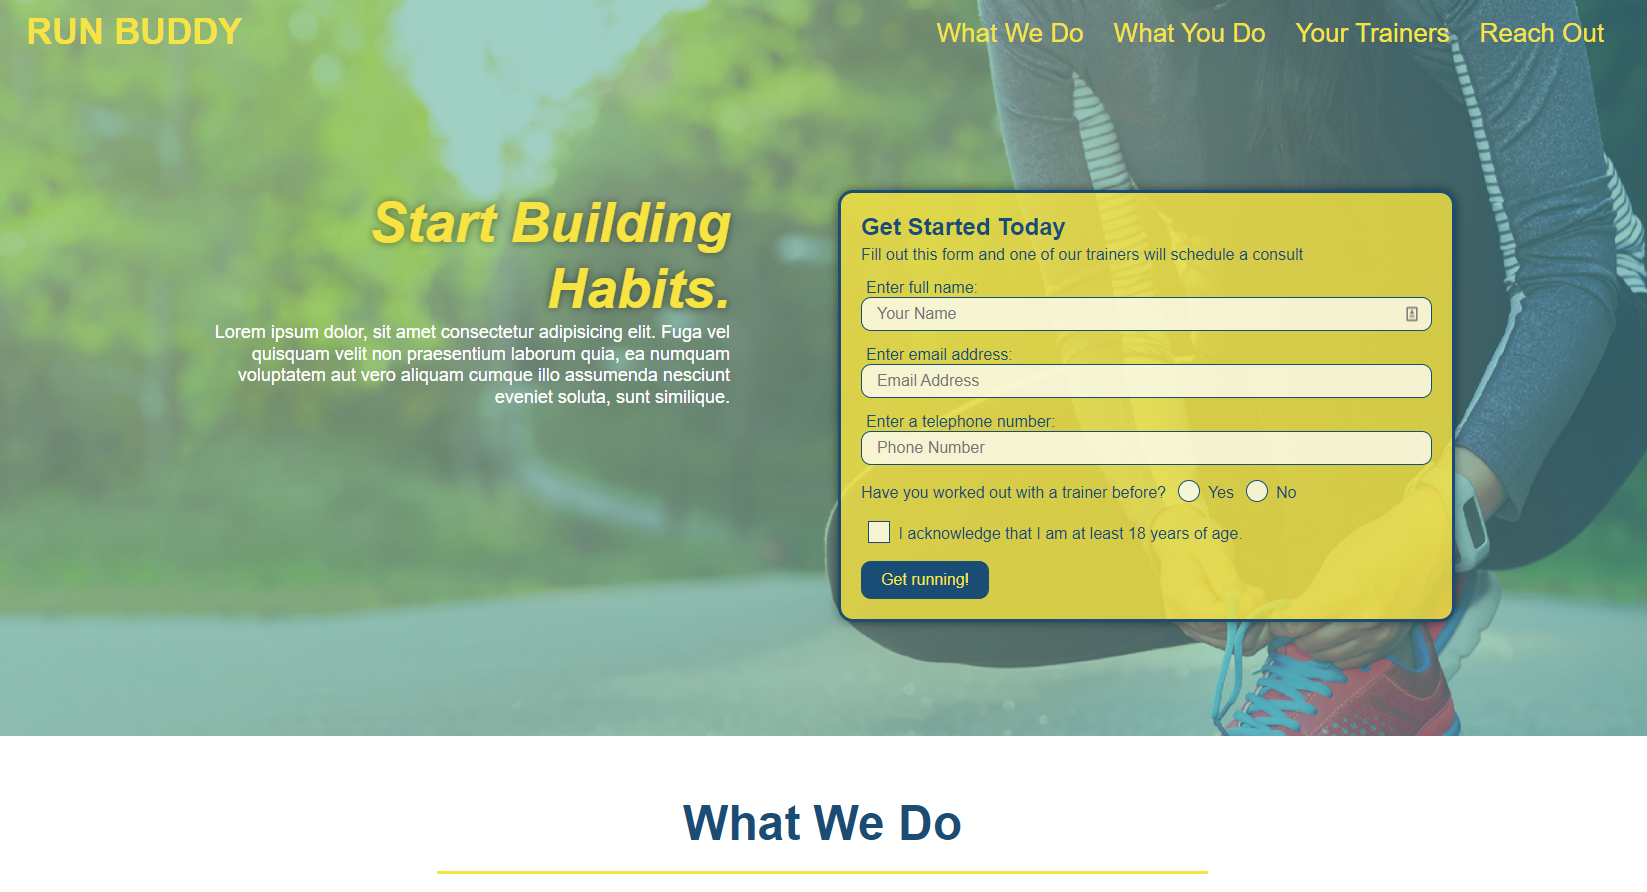 RUN BUDDY
What We Do What You Do Your Trainers Reach Out
Start Building
Habits.
Lorem ipsum dolor, sit amet consectetur adipisicing elit. Fuga vel
quisquam velit non praesentium laborum quia, ea numquam
voluptatem aut vero aliquam cumque illo assumenda nesciunt
eveniet soluta, sunt similique.
Get Started Today
Fill out this form and one of our trainers will schedule a consult
Enter full name:
Your Name
Enter email address:
Email Address
Enter a telephone number:
Phone Number
Have you worked out with a trainer before? Yes No
I acknowledge that I am at least 18 years of age.
Get running!
What We Do